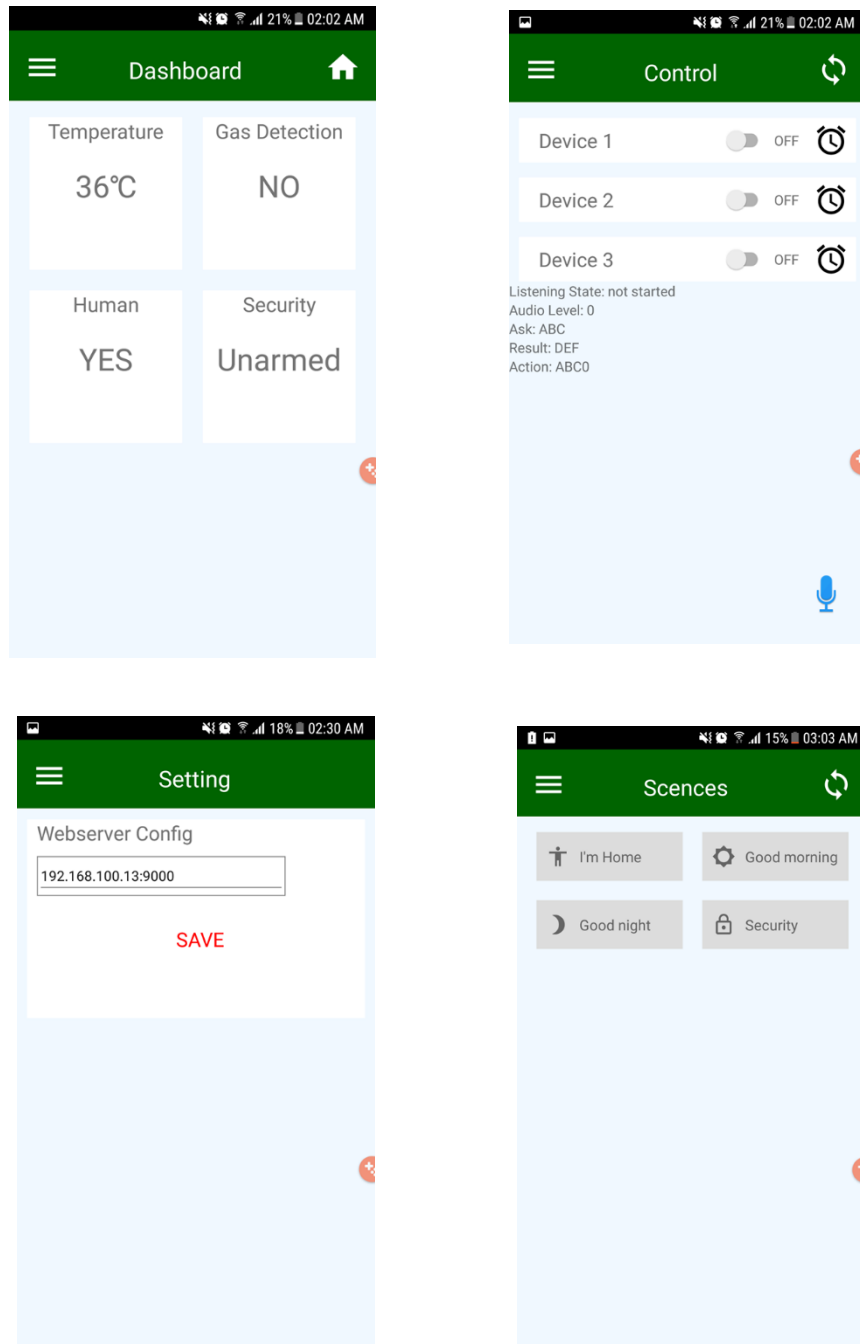 21% 02:02 AM
Dashboard
Temperature
36℃
Gas Detection
NO
Human
YES
Security
Unarmed
21% 02:02 AM
Control
Device 1 OFF
Device 2 OFF
Device 3 OFF
Listening State: not started
Audio Level: 0
Ask: ABC
Result: DEF
Action: ABC0
18% 02:30 AM
Setting
Webserver Config
192.168.100.13:9000
SAVE
15% 03:03 AM
Scences
I'm Home
Good morning
Good night
Security